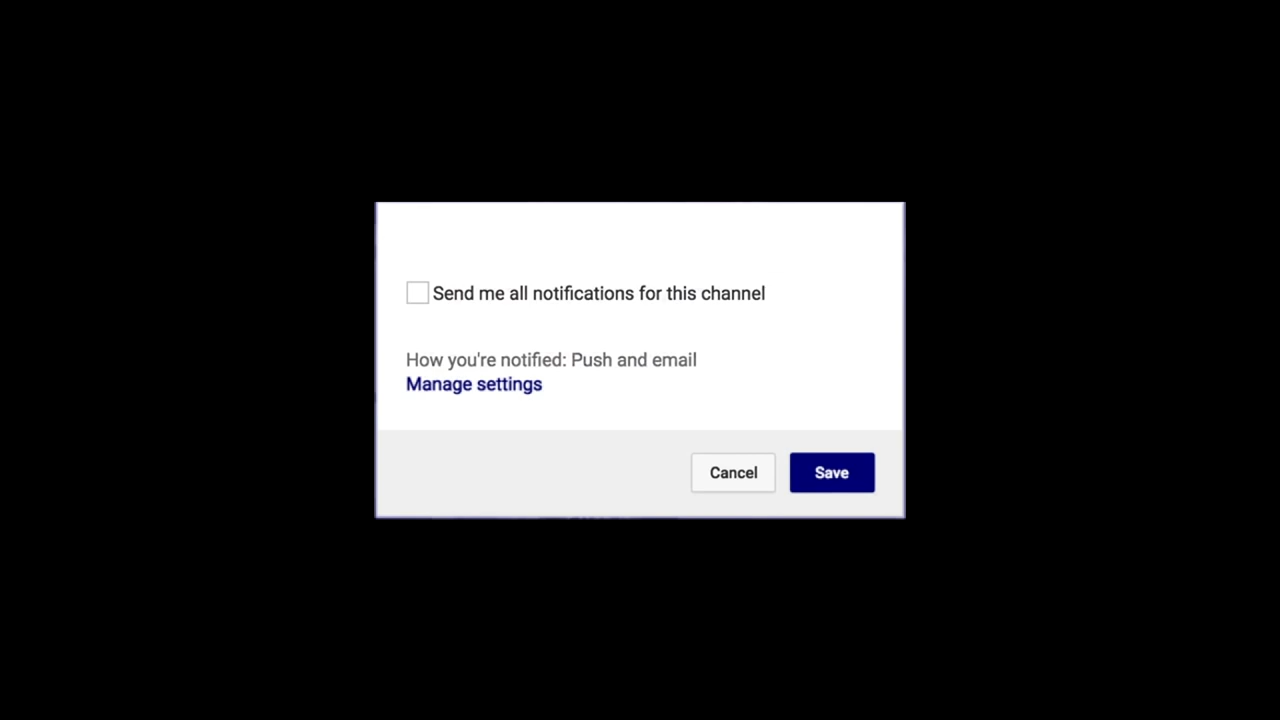 Send me all notifications for this channel
How you're notified: Push and email
Manage settings
Cancel Save